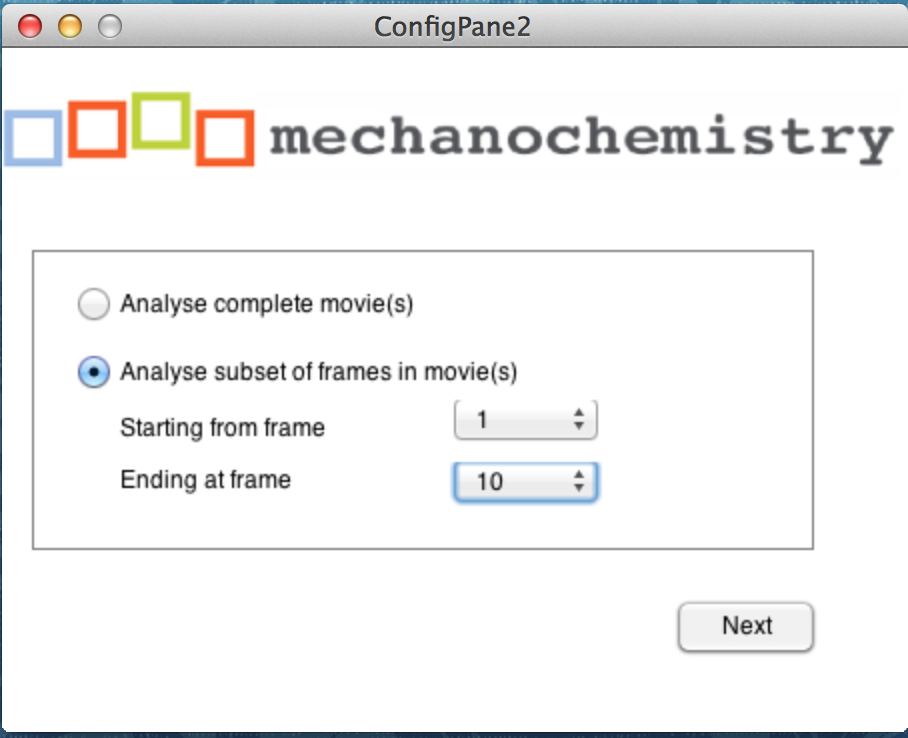 ConfigPane2
mechanochemistry
Analyse complete movie(s)
Analyse subset of frames in movie(s)
Starting from frame 1
Ending at frame 10
Next